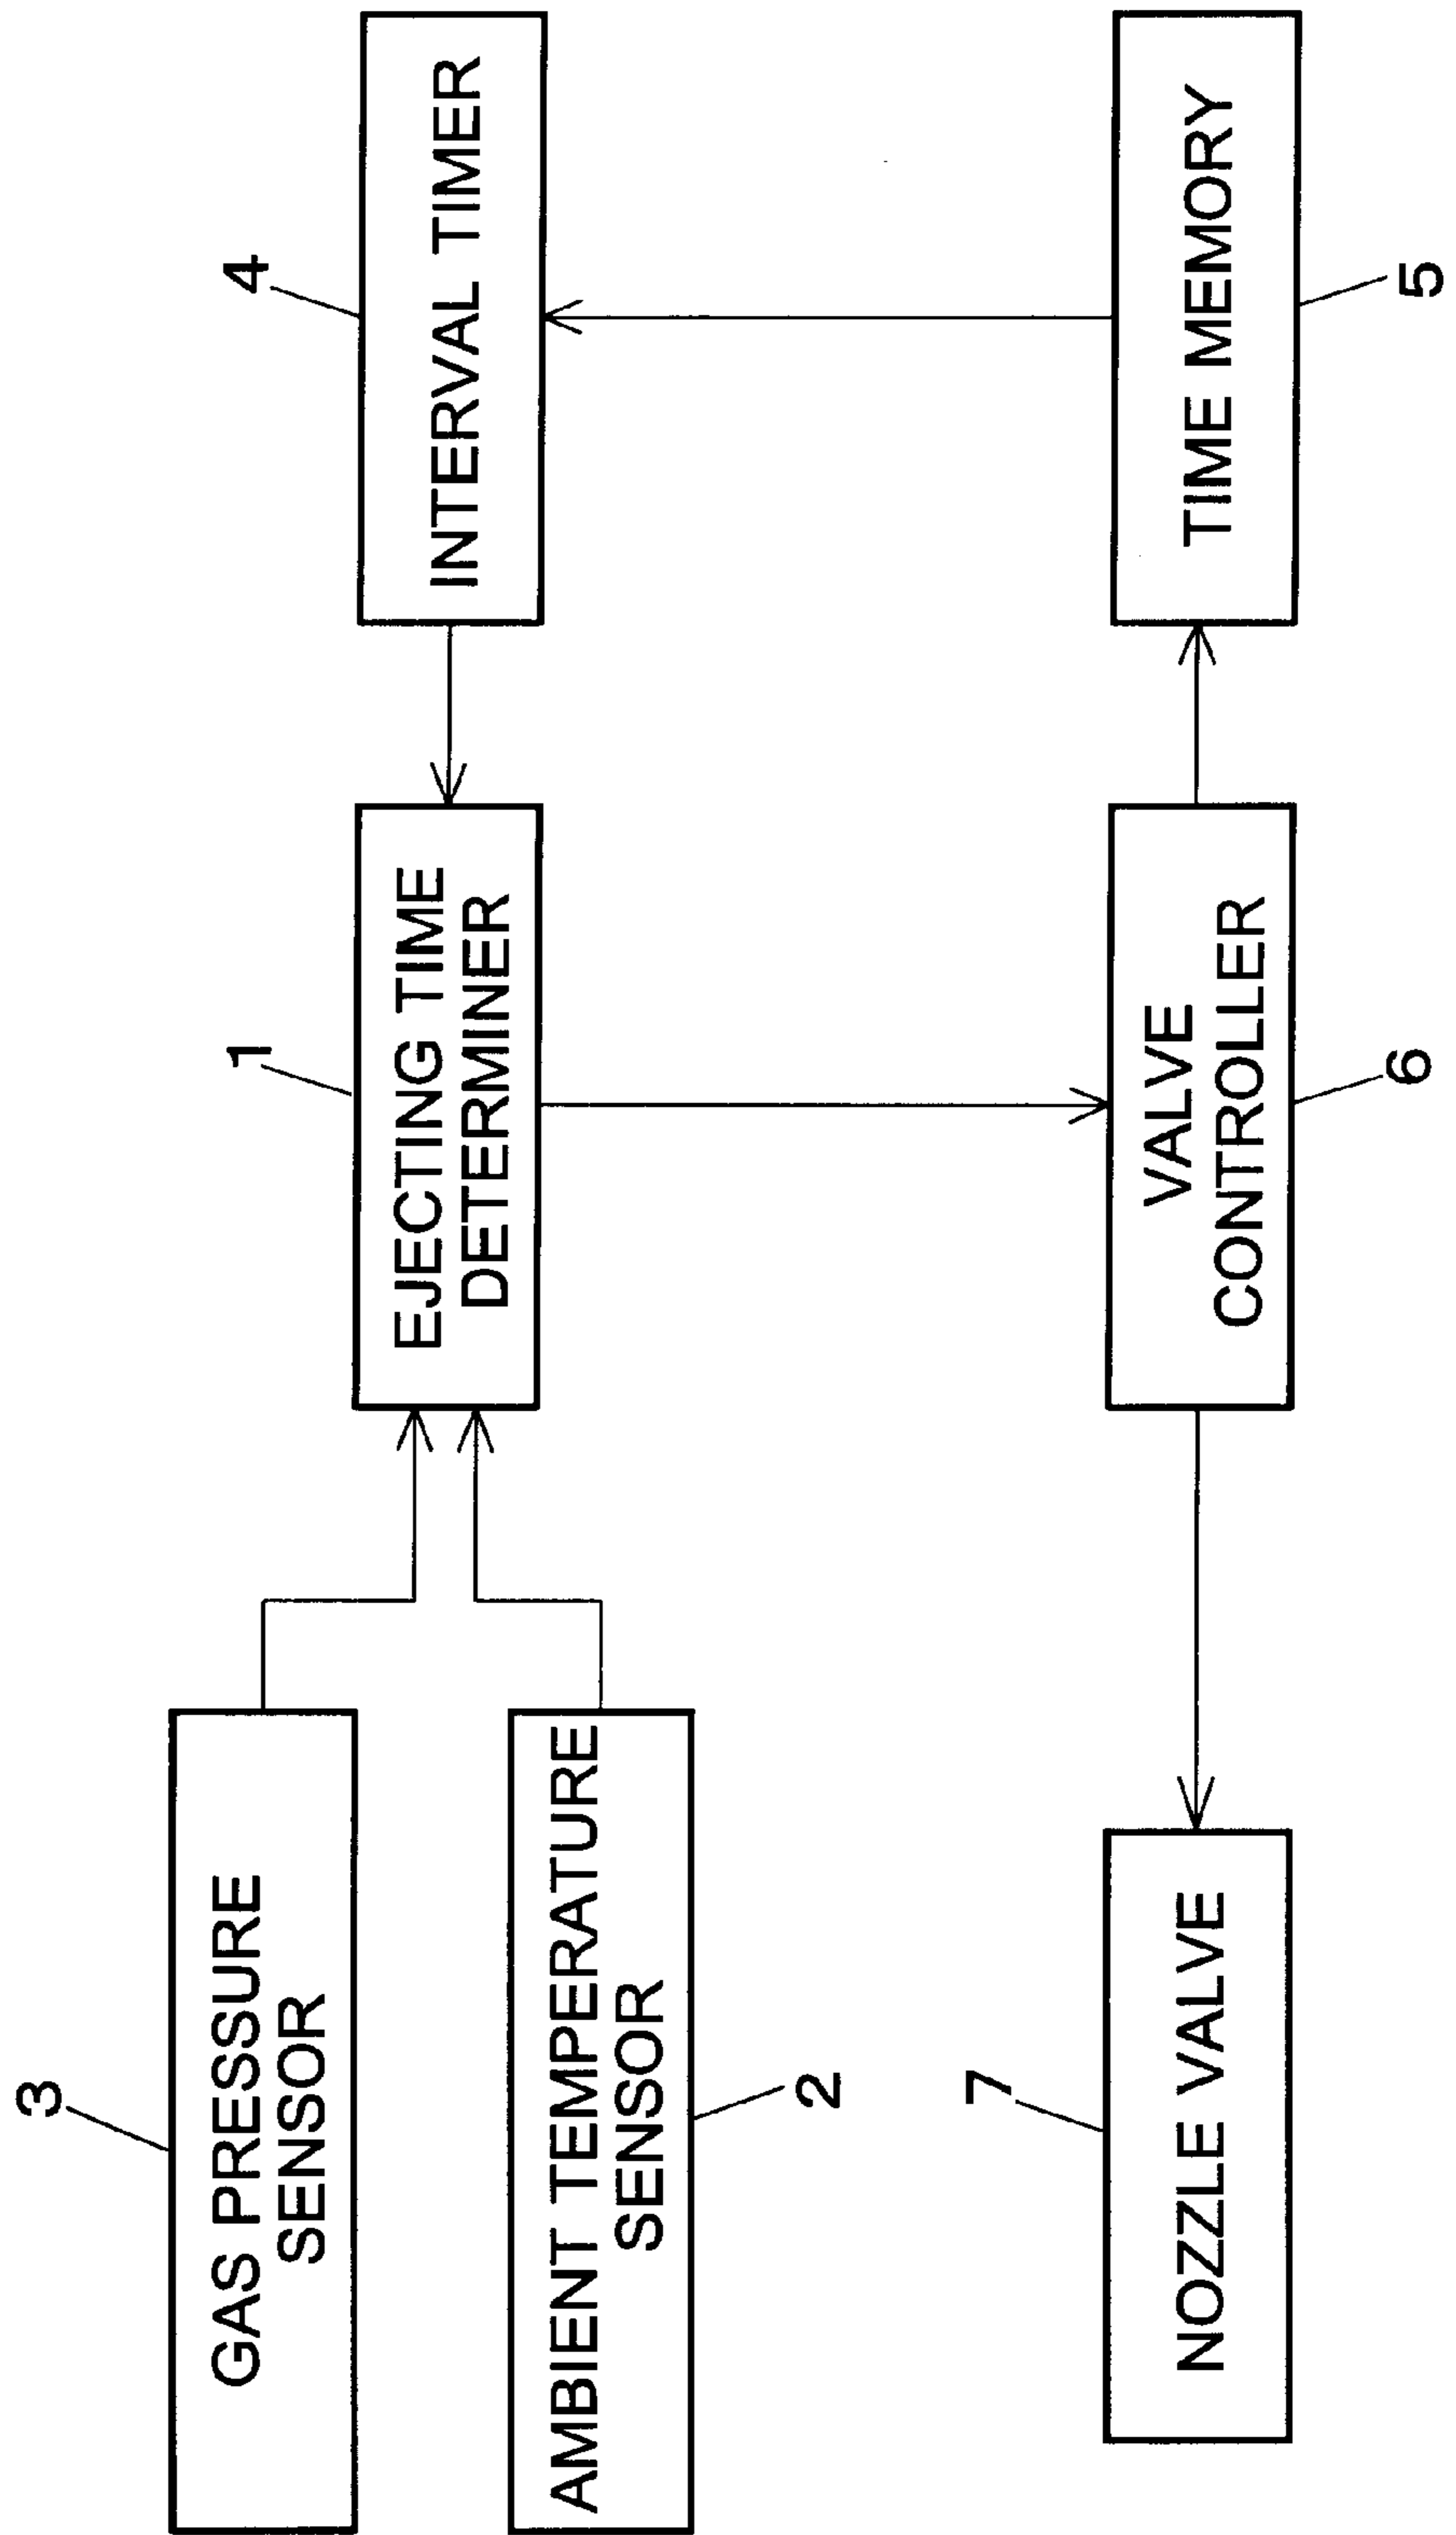 3
GAS PRESSURE
SENSOR
AMBIENT TEMPERATURE
SENSOR
2
1
EJECTING TIME
DETERMINER
4
INTERVAL TIMER
7
NOZZLE VALVE
VALVE
CONTROLLER
6
TIME MEMORY
5